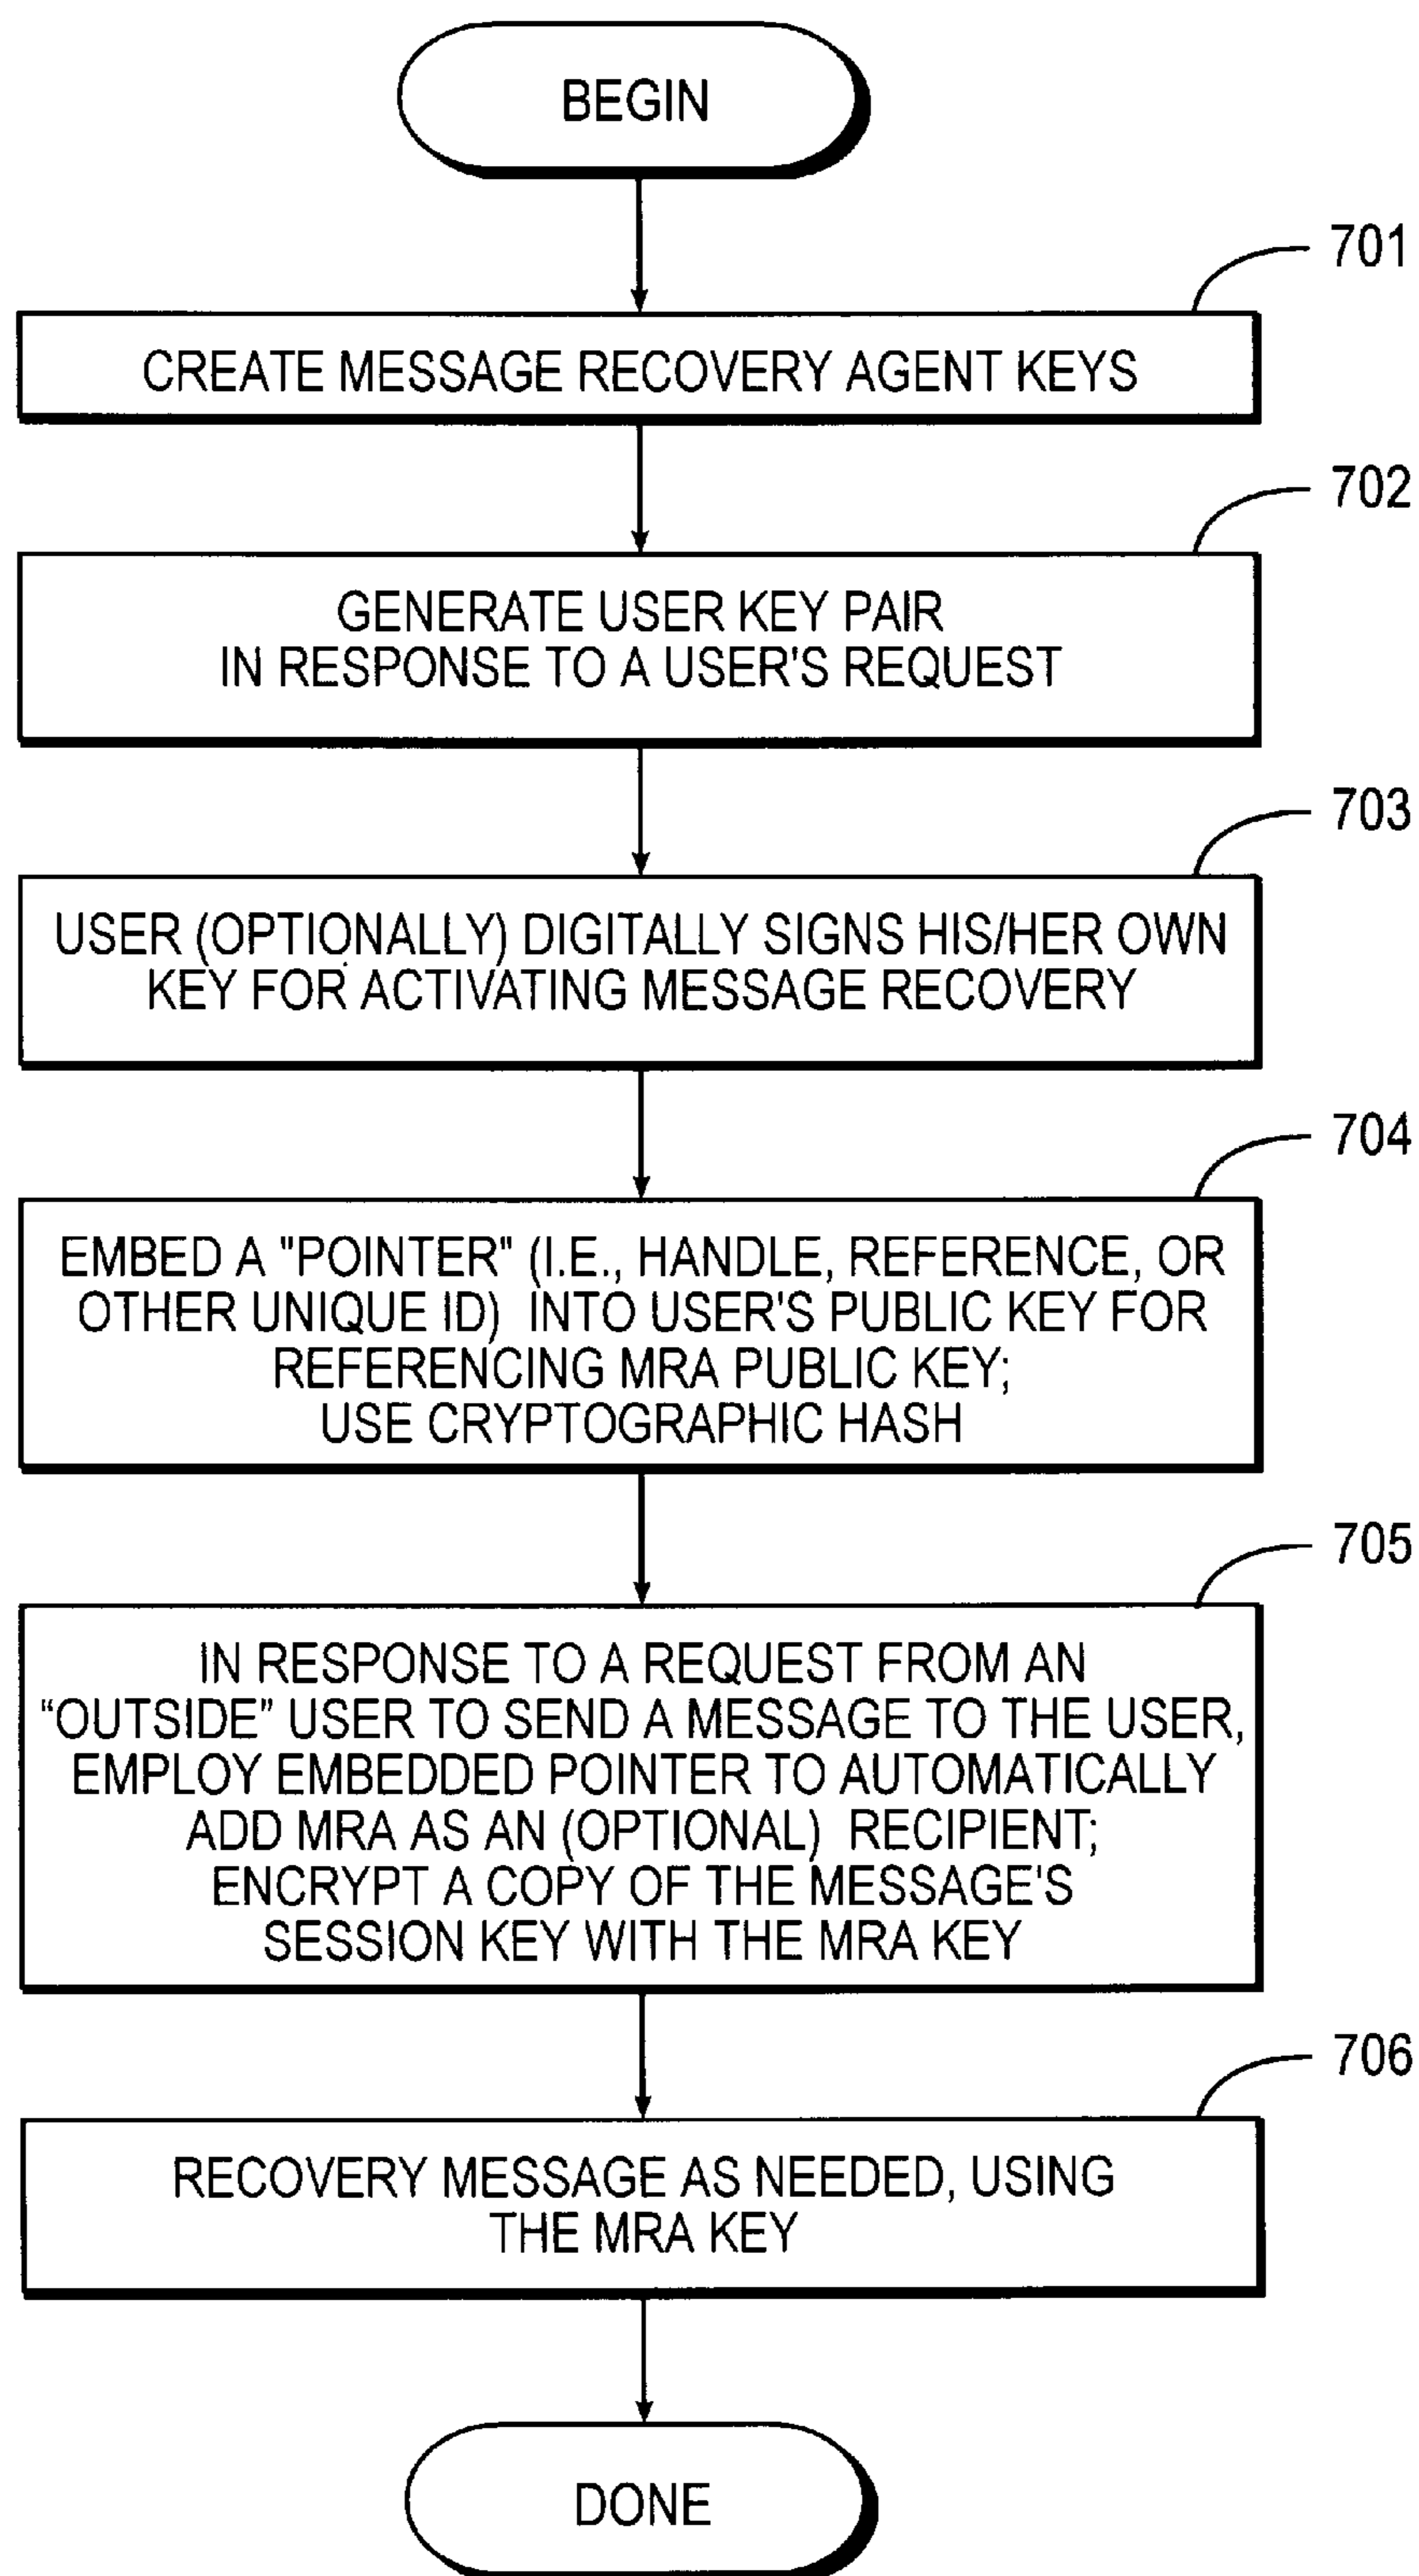 BEGIN
701
CREATE MESSAGE RECOVERY AGENT KEYS
702
GENERATE USER KEY PAIR
IN RESPONSE TO A USER'S REQUEST
703
USER (OPTIONALLY) DIGITALLY SIGNS HIS/HER OWN
KEY FOR ACTIVATING MESSAGE RECOVERY
704
EMBED A "POINTER" (I.E., HANDLE, REFERENCE, OR
OTHER UNIQUE ID) INTO USER'S PUBLIC KEY FOR
REFERENCING MRA PUBLIC KEY;
USE CRYPTOGRAPHIC HASH
705
IN RESPONSE TO A REQUEST FROM AN
“OUTSIDE” USER TO SEND A MESSAGE TO THE USER,
EMPLOY EMBEDDED POINTER TO AUTOMATICALLY
ADD MRA AS AN (OPTIONAL) RECIPIENT;
ENCRYPT A COPY OF THE MESSAGE'S
SESSION KEY WITH THE MRA KEY
706
RECOVERY MESSAGE AS NEEDED, USING
THE MRA KEY
DONE